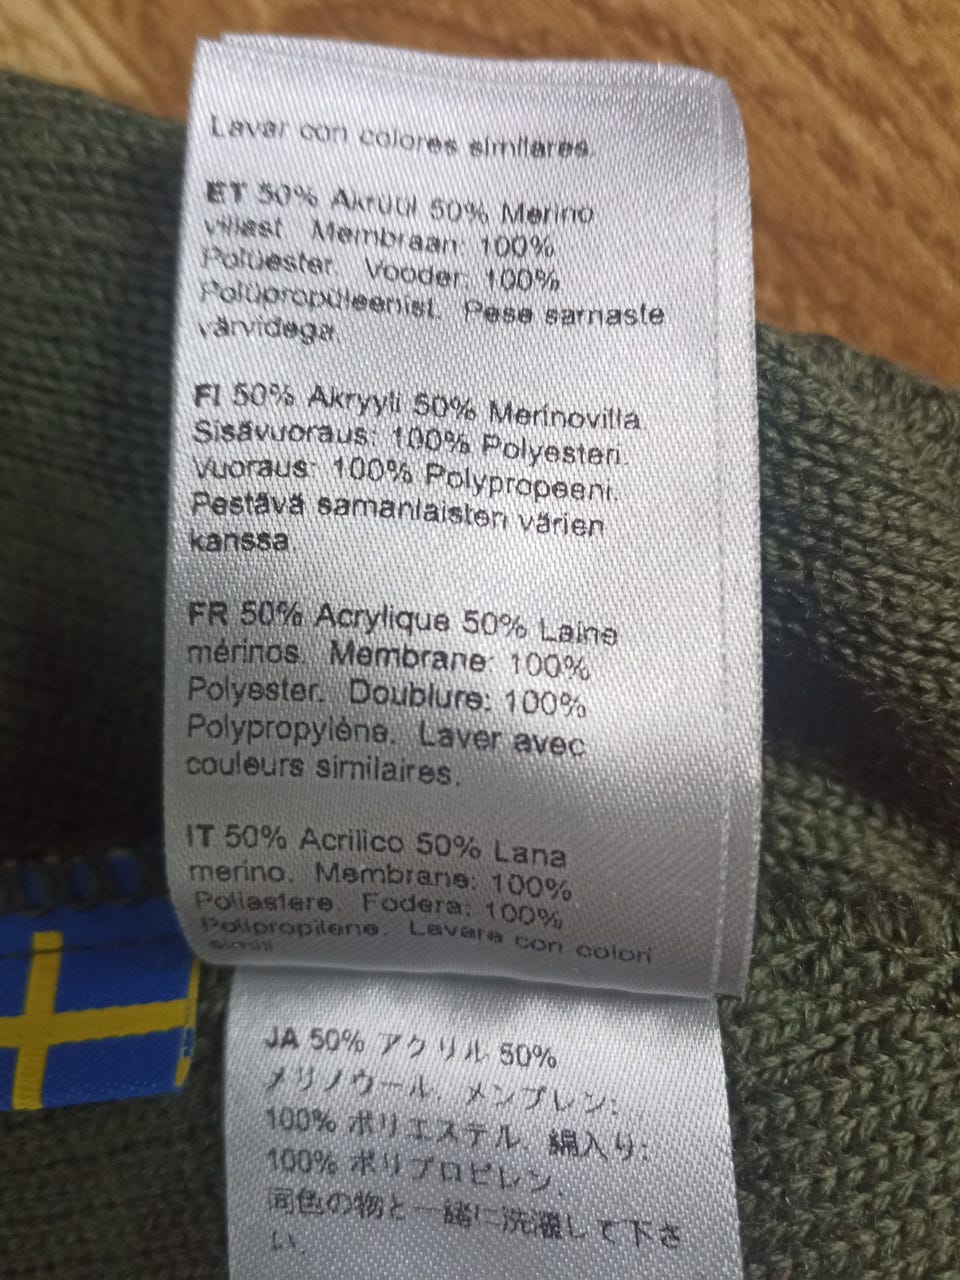 Lavar con colores similares.
ET 50% Akrüül 50% Merino
villast Membraan: 100%
Polüester. Vooder: 100%
Polüpropüleenist. Pese sarnaste
värvidega.
FI 50% Akryyli 50% Merinovilla.
Sisävuoraus: 100% Polyesteri.
Vuoraus: 100% Polypropeeni.
Pestävä samanlaisten värien
kanssa.
FR 50% Acrylique 50% Laine
mérinos. Membrane: 100%
Polyester. Doublure: 100%
Polypropylène. Laver avec
couleurs similaires.
IT 50% Acrilico 50% Lana
merino. Membrane: 100%
Poliestere. Fodera: 100%
Polipropilene. Lavare con colori
simili
JA 50% アクリル 50%
メリノウール. メンブレン:
100% ポリエステル. 綿入り:
100% ポリプロピレン.
同色の物と一緒に洗濯して下さ
い.